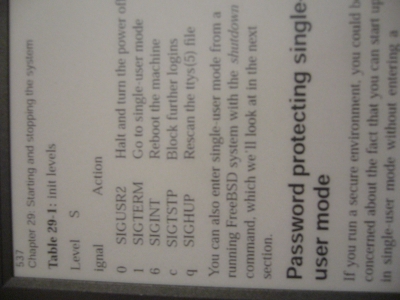 537
Chapter 29: Starting and stopping the system
Table 29-1: init levels
Level S
ignal Action
0 SIGUSR2 Halt and turn the power off
1 SIGTERM Go to single-user mode
6 SIGINT Reboot the machine
c SIGTSTP Block further logins
q SIGHUP Rescan the ttys(5) file
You can also enter single-user mode from a
running FreeBSD system with the shutdown
command, which we'll look at in the next
section.
Password protecting single-
user mode
If you run a secure environment, you could be
concerned about the fact that you can start up
in single-user mode without entering a